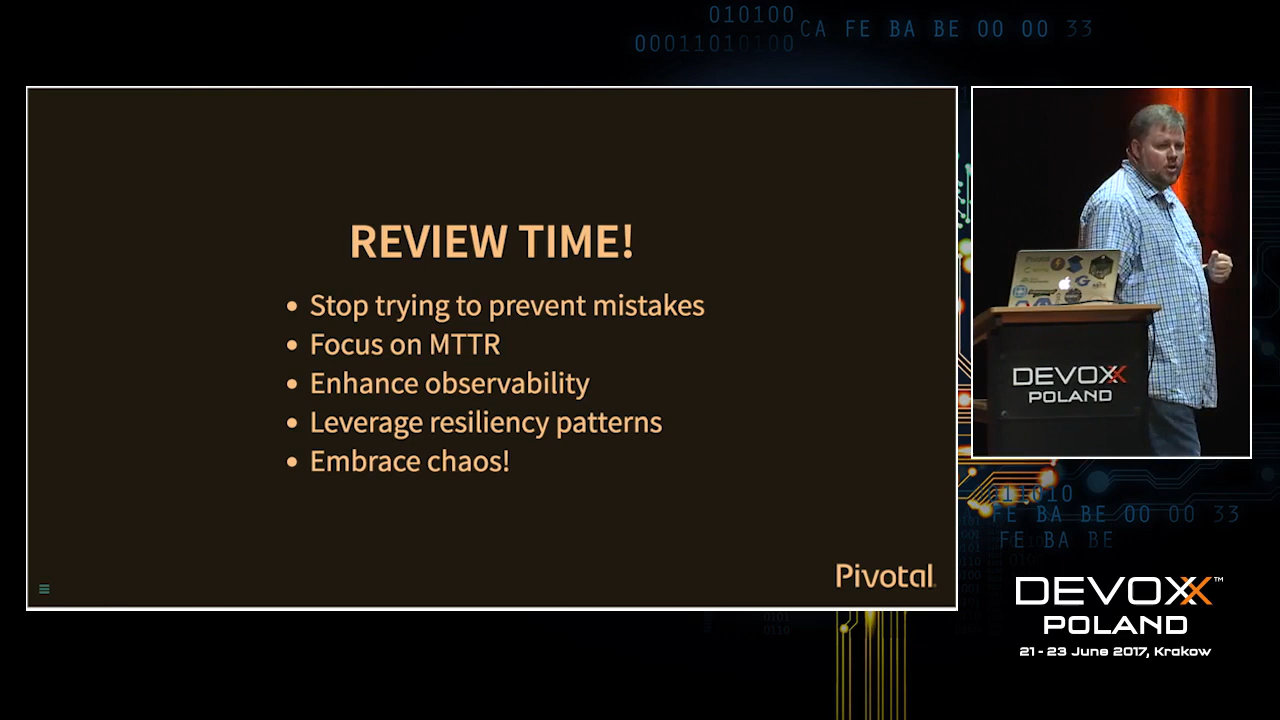 010100
00011010100
CA FE BA BE 00 00 33
REVIEW TIME!
Stop trying to prevent mistakes
Focus on MTTR
Enhance observability
Leverage resiliency patterns
Embrace chaos!
Pivotal
DEVOXX
POLAND
FE BA BE 00 00 33
FE BA BE
DEVOXX™
POLAND
21 - 23 June 2017, Krakow